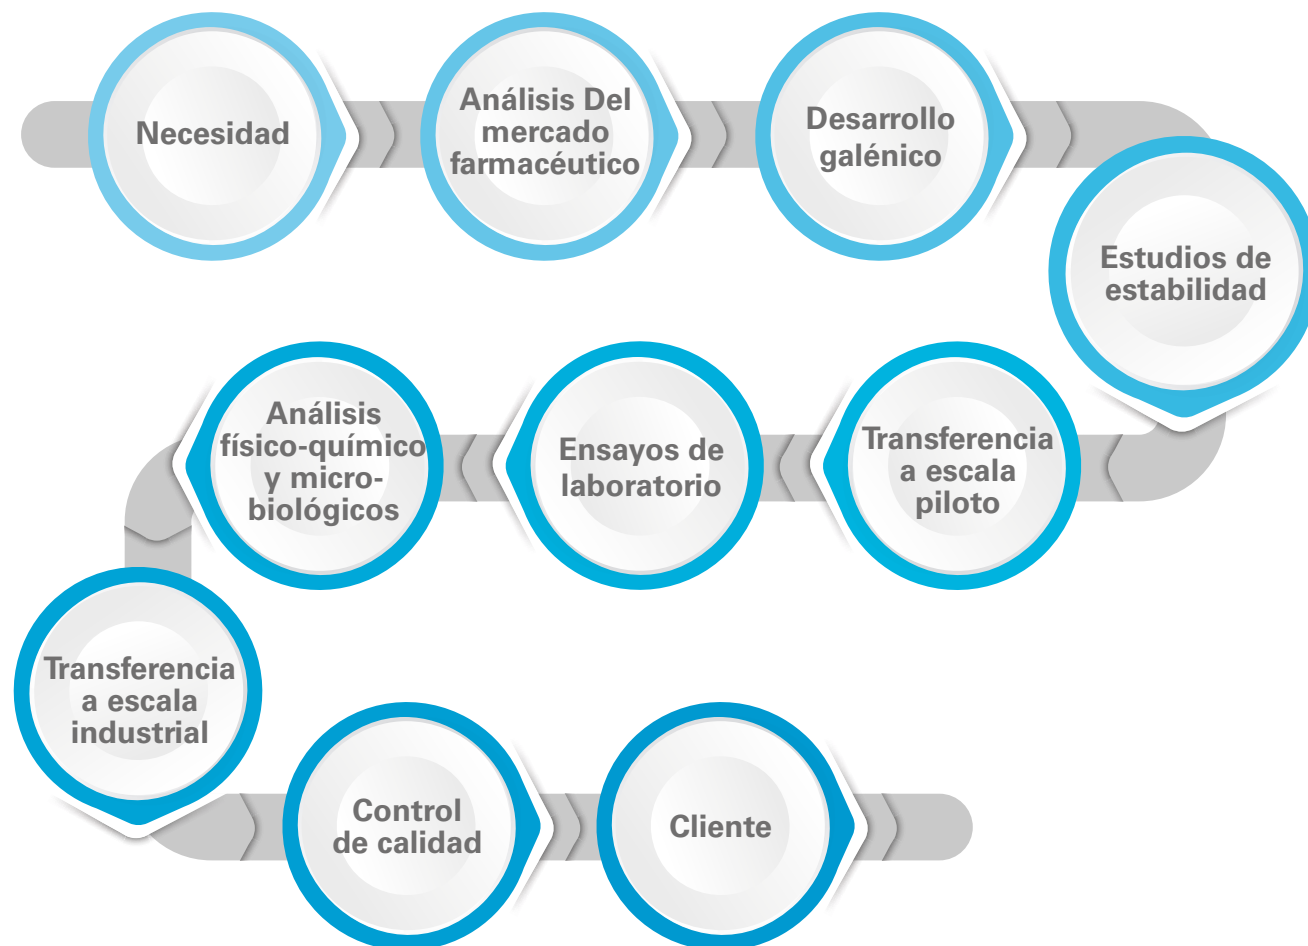 Necesidad
Análisis Del
mercado
farmacéutico
Desarrollo
galénico
Estudios de
estabilidad
Transferencia
a escala
piloto
Ensayos de
laboratorio
Análisis
físico-químico
y micro-
biológicos
Transferencia
a escala
industrial
Control
de calidad
Cliente